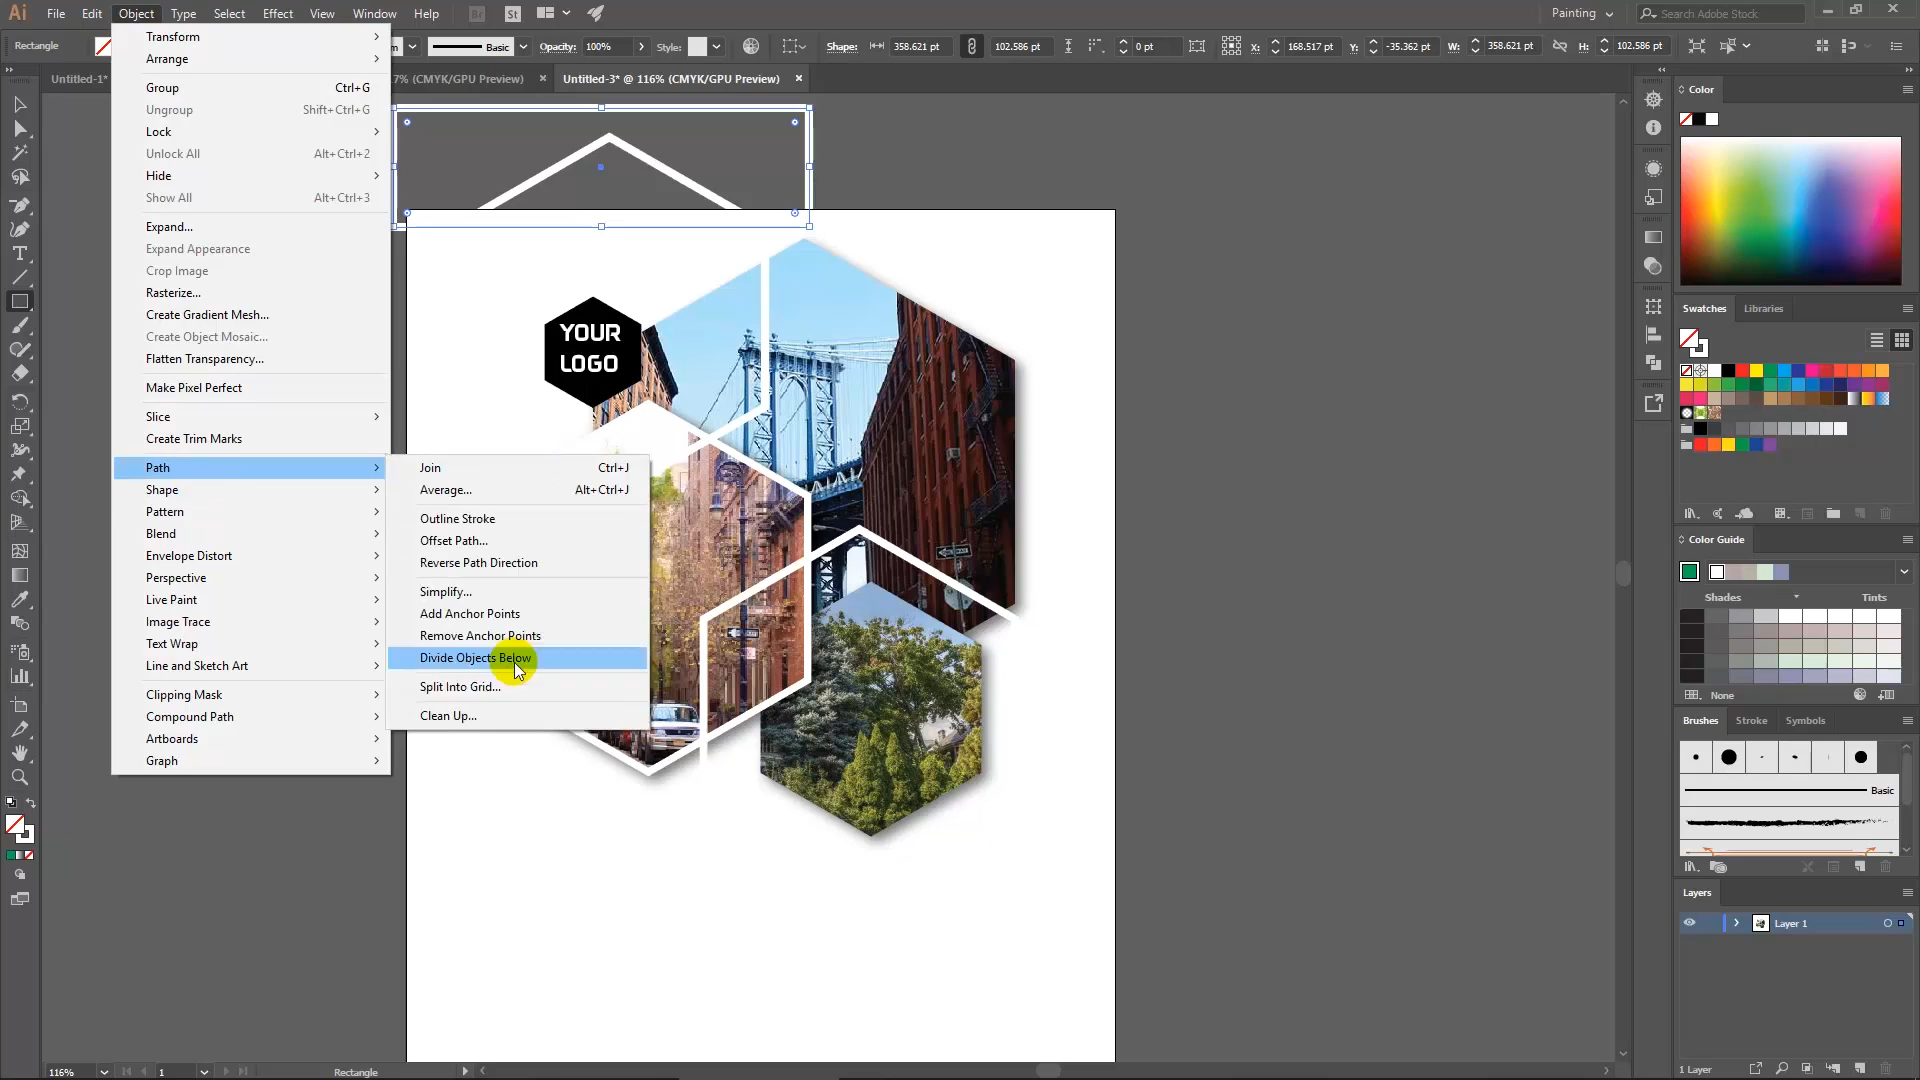 Ai File Edit Object Type Select Effect View Window Help Br St Painting Search Adobe Stock
Rectangle Basic Opacity: 100% Style: Shape: 358.621 pt 102.586 pt 0 pt X: 168.517 pt Y: -35.362 pt W: 358.621 pt H: 102.586 pt
Untitled-1* 7% (CMYK/GPU Preview) × Untitled-3* @ 116% (CMYK/GPU Preview) ×
Transform
Arrange
Group Ctrl+G
Ungroup Shift+Ctrl+G
Lock
Unlock All Alt+Ctrl+2
Hide
Show All Alt+Ctrl+3
Expand...
Expand Appearance
Crop Image
Rasterize...
Create Gradient Mesh...
Create Object Mosaic...
Flatten Transparency...
Make Pixel Perfect
Slice
Create Trim Marks
Path
Shape
Pattern
Blend
Envelope Distort
Perspective
Live Paint
Image Trace
Text Wrap
Line and Sketch Art
Clipping Mask
Compound Path
Artboards
Graph
Join Ctrl+J
Average... Alt+Ctrl+J
Outline Stroke
Offset Path...
Reverse Path Direction
Simplify...
Add Anchor Points
Remove Anchor Points
Divide Objects Below
Split Into Grid...
Clean Up...
YOUR
LOGO
ONE WAY
Color
Swatches Libraries
Color Guide
Shades Tints
None
Brushes Stroke Symbols
Basic
Layers
Layer 1
1 Layer
116% 1 Rectangle